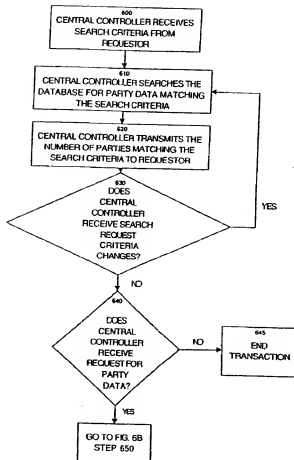 600
CENTRAL CONTROLLER RECEIVES
SEARCH CRITERIA FROM
REQUESTOR
610
CENTRAL CONTROLLER SEARCHES THE
DATABASE FOR PARTY DATA MATCHING
THE SEARCH CRITERIA
620
CENTRAL CONTROLLER TRANSMITS THE
NUMBER OF PARTIES MATCHING THE
SEARCH CRITERIA TO REQUESTOR
630
DOES
CENTRAL
CONTROLLER
RECEIVE SEARCH
REQUEST
CRITERIA
CHANGES?
YES
NO
640
DOES
CENTRAL
CONTROLLER
RECEIVE
REQUEST FOR
PARTY
DATA?
NO
645
END
TRANSACTION
YES
GO TO FIG. 6B
STEP 650